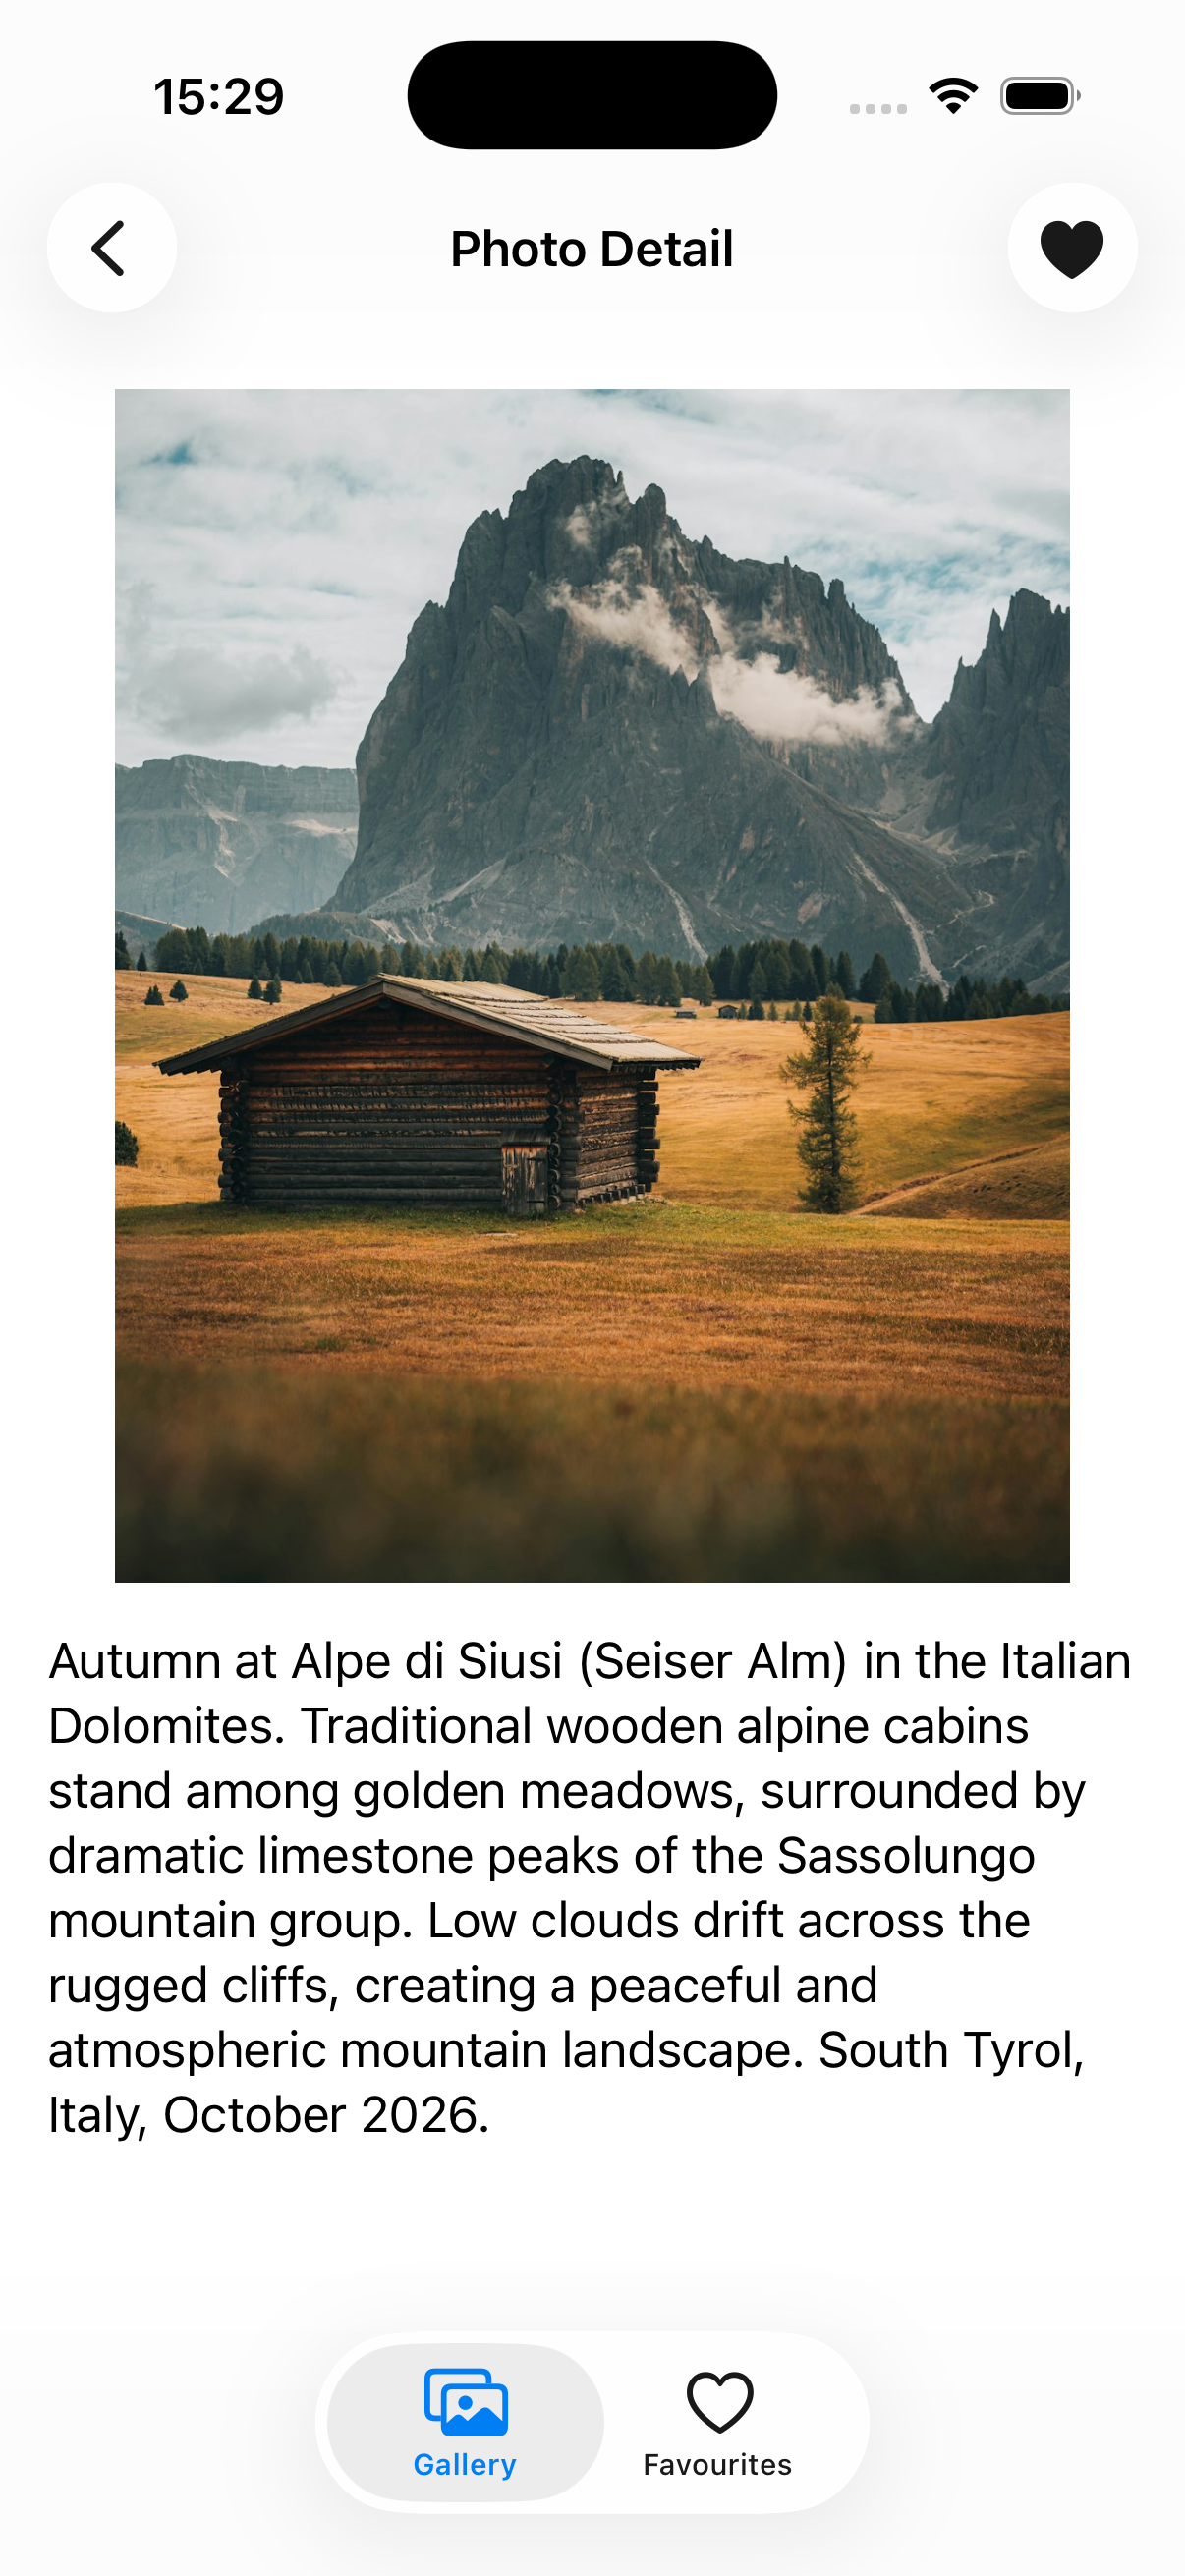 15:29
Photo Detail
Autumn at Alpe di Siusi (Seiser Alm) in the Italian
Dolomites. Traditional wooden alpine cabins
stand among golden meadows, surrounded by
dramatic limestone peaks of the Sassolungo
mountain group. Low clouds drift across the
rugged cliffs, creating a peaceful and
atmospheric mountain landscape. South Tyrol,
Italy, October 2026.
Gallery
Favourites